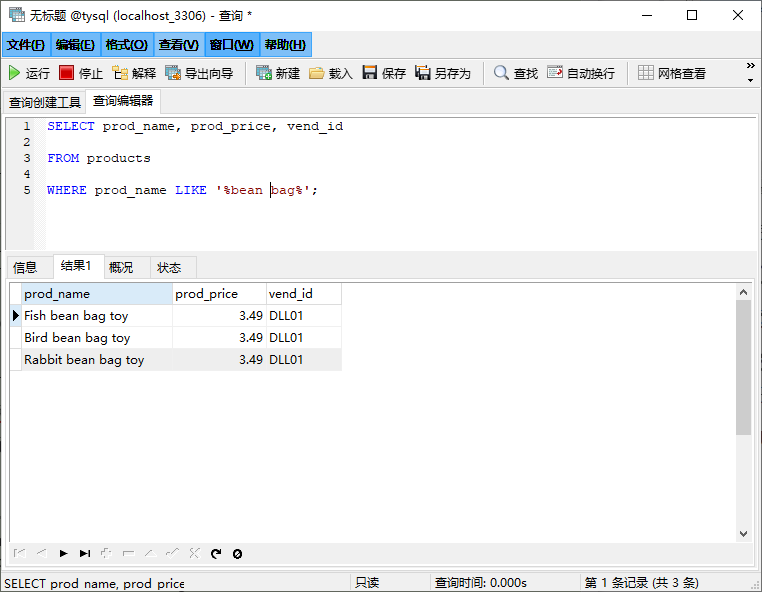 无标题 @tysql (localhost_3306) - 查询 *
文件(F) 编辑(E) 格式(O) 查看(V) 窗口(W) 帮助(H)
运行 停止 解释 导出向导 新建 载入 保存 另存为 查找 自动换行 网格查看 »
查询创建工具 查询编辑器
1 SELECT prod_name, prod_price, vend_id
2
3 FROM products
4
5 WHERE prod_name LIKE '%bean bag%';
信息 结果1 概况 状态
prod_name prod_price vend_id
Fish bean bag toy 3.49 DLL01
Bird bean bag toy 3.49 DLL01
Rabbit bean bag toy 3.49 DLL01
SELECT prod_name, prod_price 只读 查询时间: 0.000s 第 1 条记录 (共 3 条)